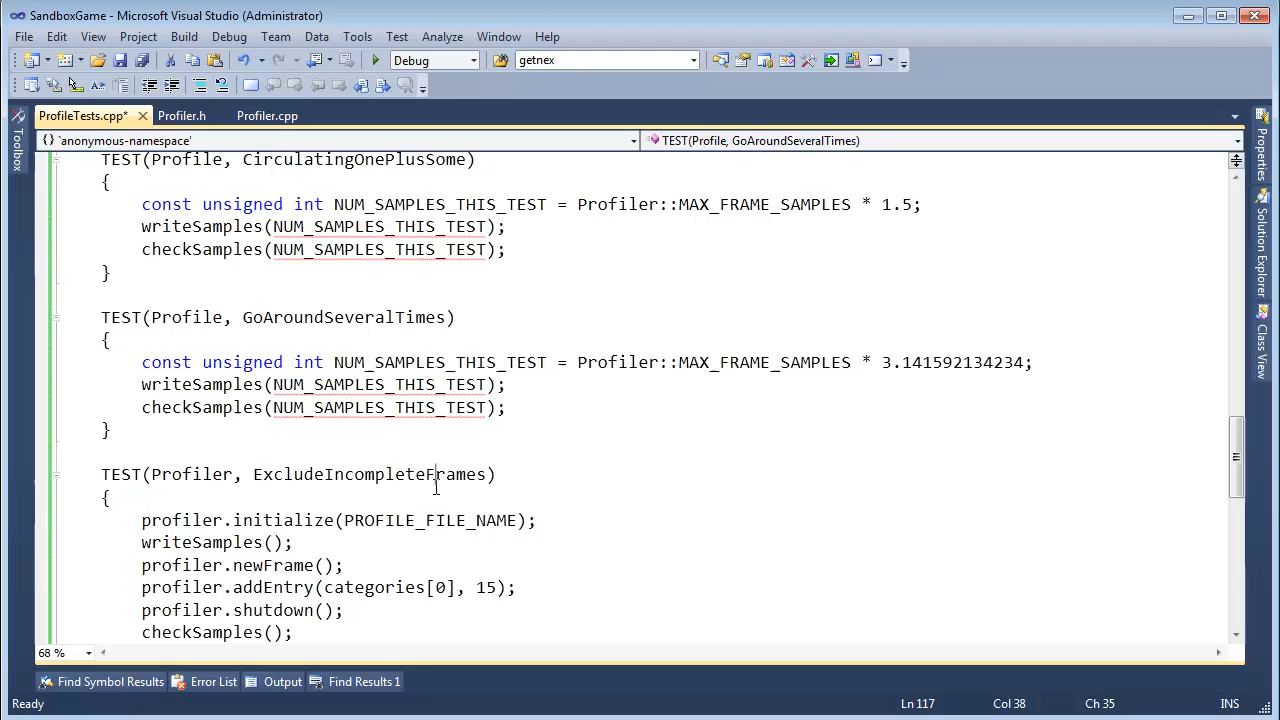 SandboxGame - Microsoft Visual Studio (Administrator)
File Edit View Project Build Debug Team Data Tools Test Analyze Window Help
Debug getnex
ProfileTests.cpp* Profiler.h Profiler.cpp
{} `anonymous-namespace' TEST(Profile, GoAroundSeveralTimes)
Toolbox
TEST(Profile, CirculatingOnePlusSome)
{
const unsigned int NUM_SAMPLES_THIS_TEST = Profiler::MAX_FRAME_SAMPLES * 1.5;
writeSamples(NUM_SAMPLES_THIS_TEST);
checkSamples(NUM_SAMPLES_THIS_TEST);
}
TEST(Profile, GoAroundSeveralTimes)
{
const unsigned int NUM_SAMPLES_THIS_TEST = Profiler::MAX_FRAME_SAMPLES * 3.141592134234;
writeSamples(NUM_SAMPLES_THIS_TEST);
checkSamples(NUM_SAMPLES_THIS_TEST);
}
TEST(Profiler, ExcludeIncompleteFrames)
{
profiler.initialize(PROFILE_FILE_NAME);
writeSamples();
profiler.newFrame();
profiler.addEntry(categories[0], 15);
profiler.shutdown();
checkSamples();
Properties
Solution Explorer
Class View
68 %
Find Symbol Results Error List Output Find Results 1
Ready Ln 117 Col 38 Ch 35 INS